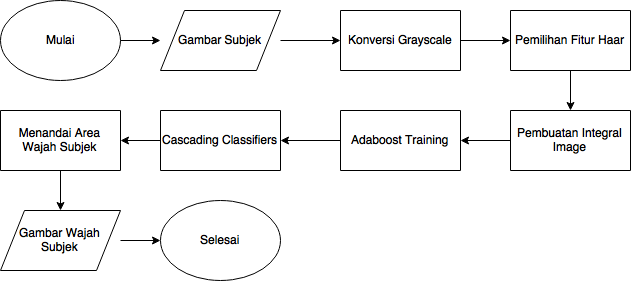 Mulai
Gambar Subjek
Konversi Grayscale
Pemilihan Fitur Haar
Pembuatan Integral
Image
Adaboost Training
Cascading Classifiers
Menandai Area
Wajah Subjek
Gambar Wajah
Subjek
Selesai